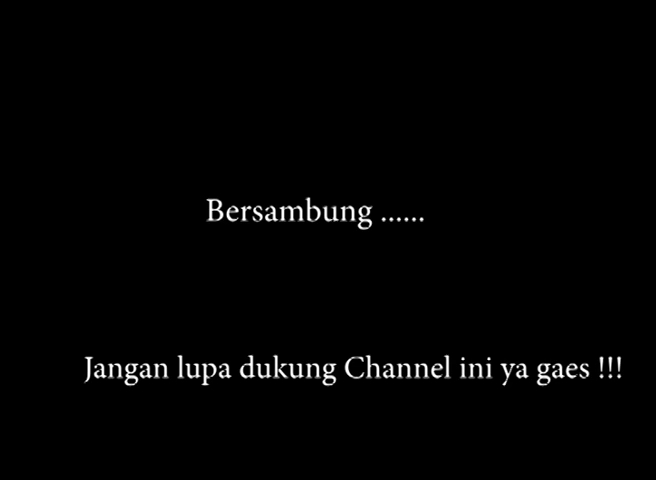 Bersambung ......
Jangan lupa dukung Channel ini ya gaes !!!